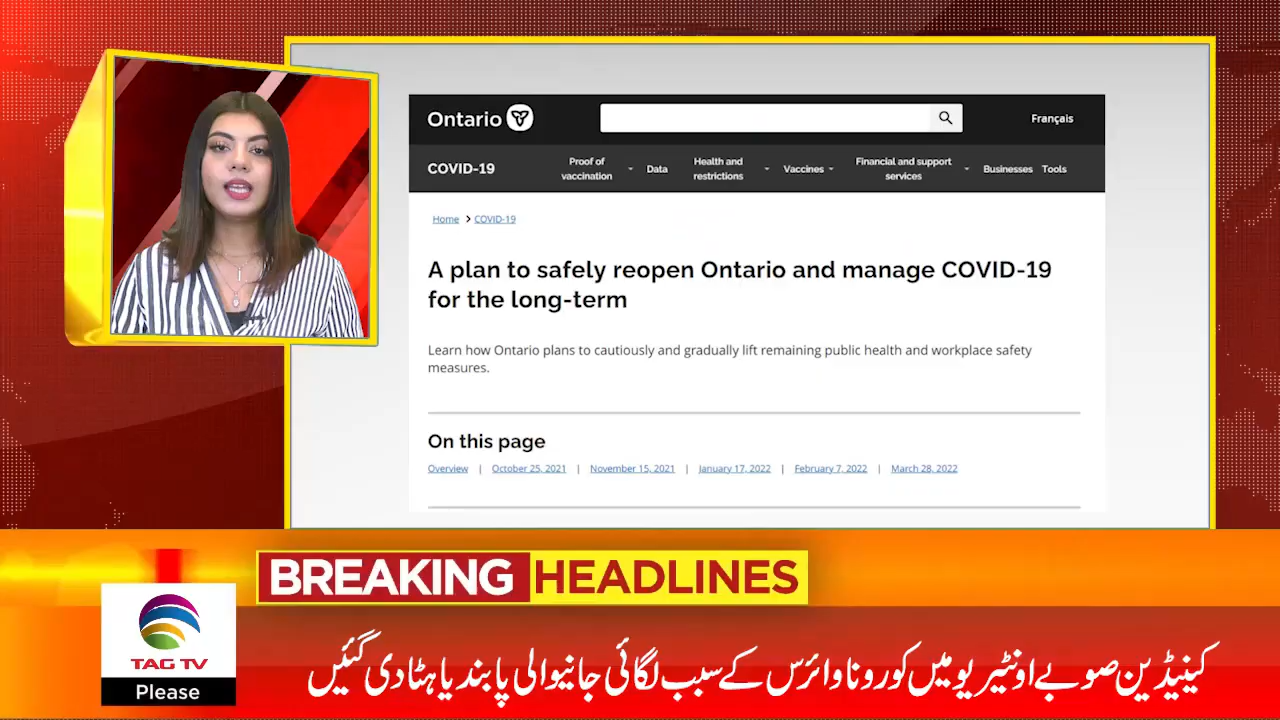 Ontario
Français
COVID-19
Proof of vaccination
Data
Health and restrictions
Vaccines
Financial and support services
Businesses
Tools
Home > COVID-19
A plan to safely reopen Ontario and manage COVID-19
for the long-term
Learn how Ontario plans to cautiously and gradually lift remaining public health and workplace safety
measures.
On this page
Overview | October 25, 2021 | November 15, 2021 | January 17, 2022 | February 7, 2022 | March 28, 2022
BREAKING HEADLINES
TAG TV
Please
کینیڈین صوبے اونٹیریو میں کورونا وائرس کے سبب لگائی جانیوالی پابندیا ہٹا دی گئیں